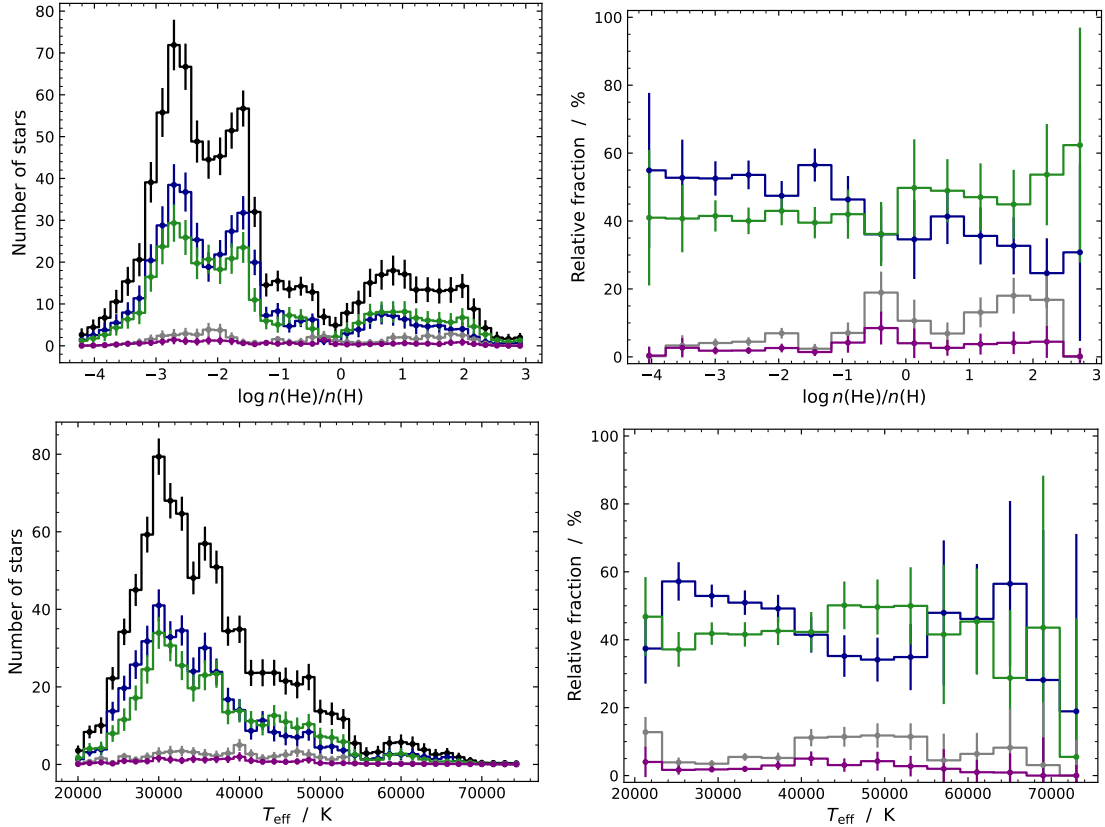 80
70
60
50
40
30
20
10
0
Number of stars
−4 −3 −2 −1 0 1 2 3
log n(He)/n(H)
100
80
60
40
20
0
Relative fraction / %
−4 −3 −2 −1 0 1 2 3
log n(He)/n(H)
80
60
40
20
0
Number of stars
20000 30000 40000 50000 60000 70000
T_eff / K
100
80
60
40
20
0
Relative fraction / %
20000 30000 40000 50000 60000 70000
T_eff / K